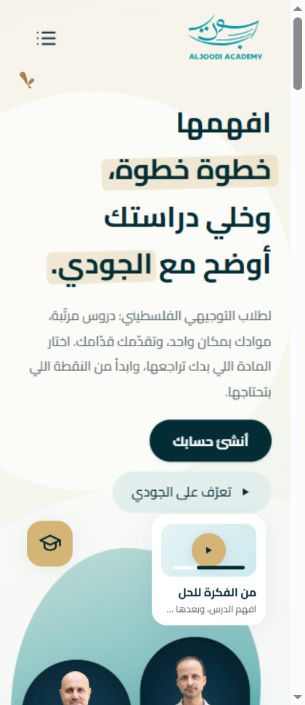 ALJOODI ACADEMY
افهمها
خطوة خطوة،
وخلي دراستك
أوضح مع الجودي.
لطلاب التوجيهي الفلسطيني: دروس مرتّبة،
موادك بمكان واحد، وتقدّمك قدّامك. اختار
المادة اللي بدك تراجعها، وابدأ من النقطة اللي
بتحتاجها.
أنشئ حسابك
تعرّف على الجودي
من الفكرة للحل
افهم الدرس، وبعدها ...